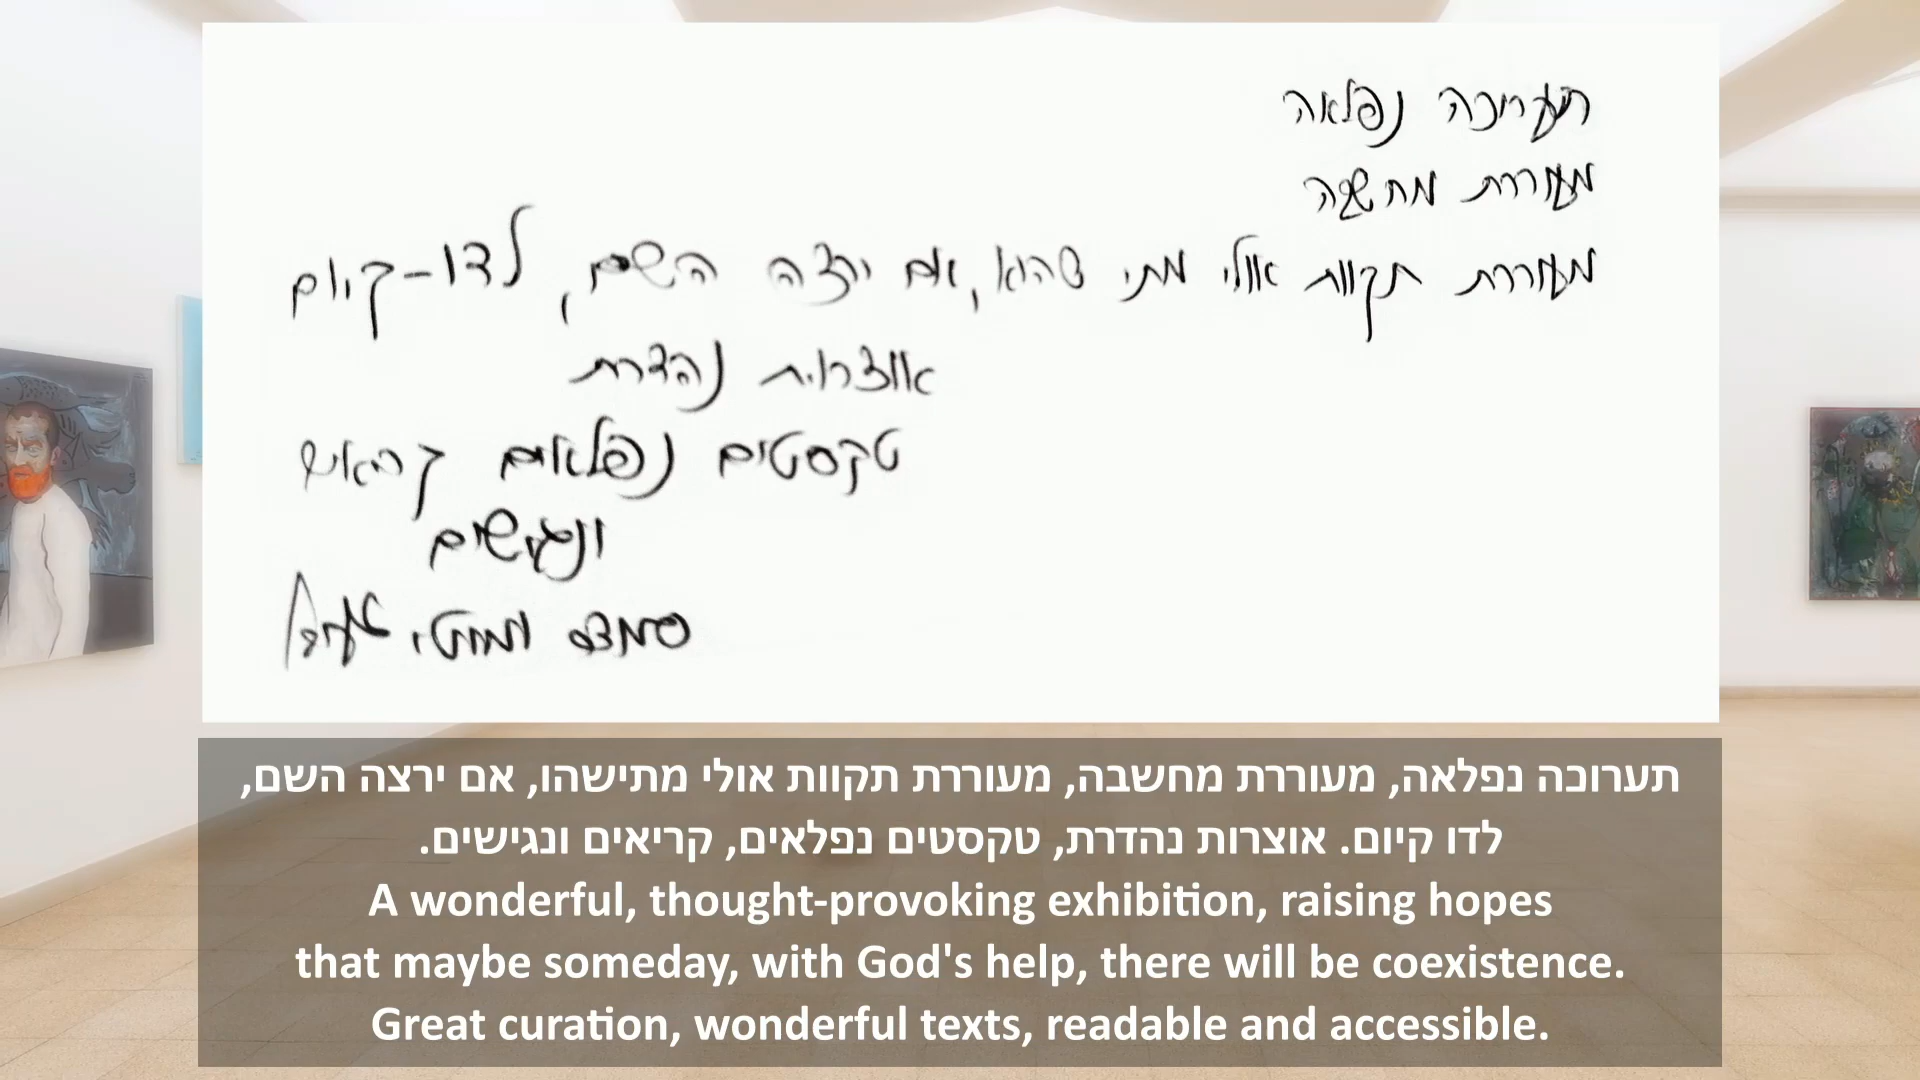 תערוכה נפלאה
מעוררת מחשבה
מעוררת תקוות אולי מתי שהוא, אם ירצה השם, לדו-קיום
אוצרות נהדרת
טקסטים נפלאים קריאים
ונגישים
ומוטי
תערוכה נפלאה, מעוררת מחשבה, מעוררת תקוות אולי מתישהו, אם ירצה השם,
לדו קיום. אוצרות נהדרת, טקסטים נפלאים, קריאים ונגישים.
A wonderful, thought-provoking exhibition, raising hopes
that maybe someday, with God's help, there will be coexistence.
Great curation, wonderful texts, readable and accessible.